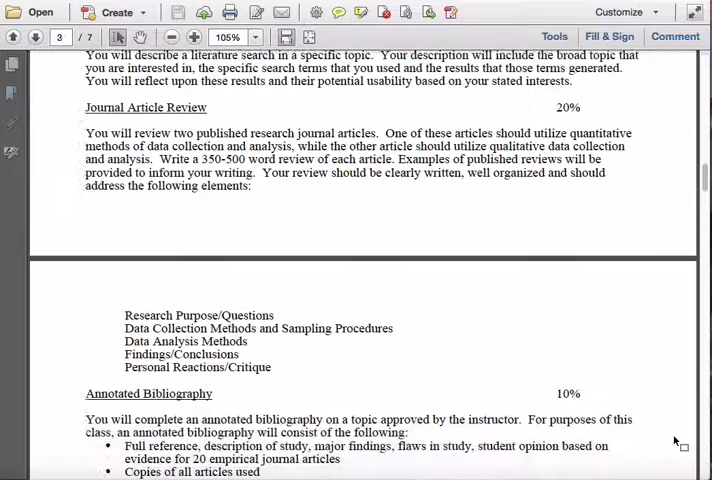 Open Create Customize
3 / 7 105% Tools Fill & Sign Comment
You will describe a literature search in a specific topic. Your description will include the broad topic that
you are interested in, the specific search terms that you used and the results that those terms generated.
You will reflect upon these results and their potential usability based on your stated interests.
Journal Article Review 20%
You will review two published research journal articles. One of these articles should utilize quantitative
methods of data collection and analysis, while the other article should utilize qualitative data collection
and analysis. Write a 350-500 word review of each article. Examples of published reviews will be
provided to inform your writing. Your review should be clearly written, well organized and should
address the following elements:
Research Purpose/Questions
Data Collection Methods and Sampling Procedures
Data Analysis Methods
Findings/Conclusions
Personal Reactions/Critique
Annotated Bibliography 10%
You will complete an annotated bibliography on a topic approved by the instructor. For purposes of this
class, an annotated bibliography will consist of the following:
• Full reference, description of study, major findings, flaws in study, student opinion based on
evidence for 20 empirical journal articles
• Copies of all articles used